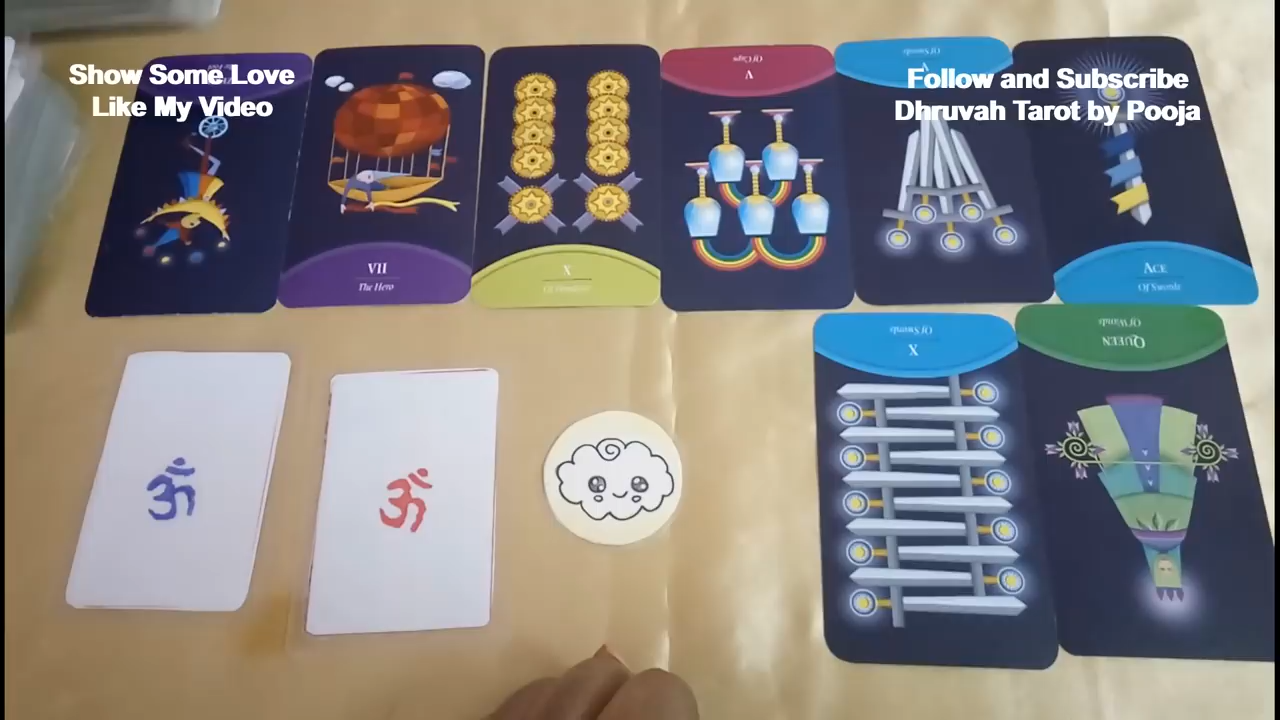 Show Some Love
Like My Video
Follow and Subscribe
Dhruvah Tarot by Pooja
VII
The Hero
X
V
Of Cups
Of Swords
ACE
Of Swords
X
Of Swords
QUEEN
Of Wands
ॐ
ॐ